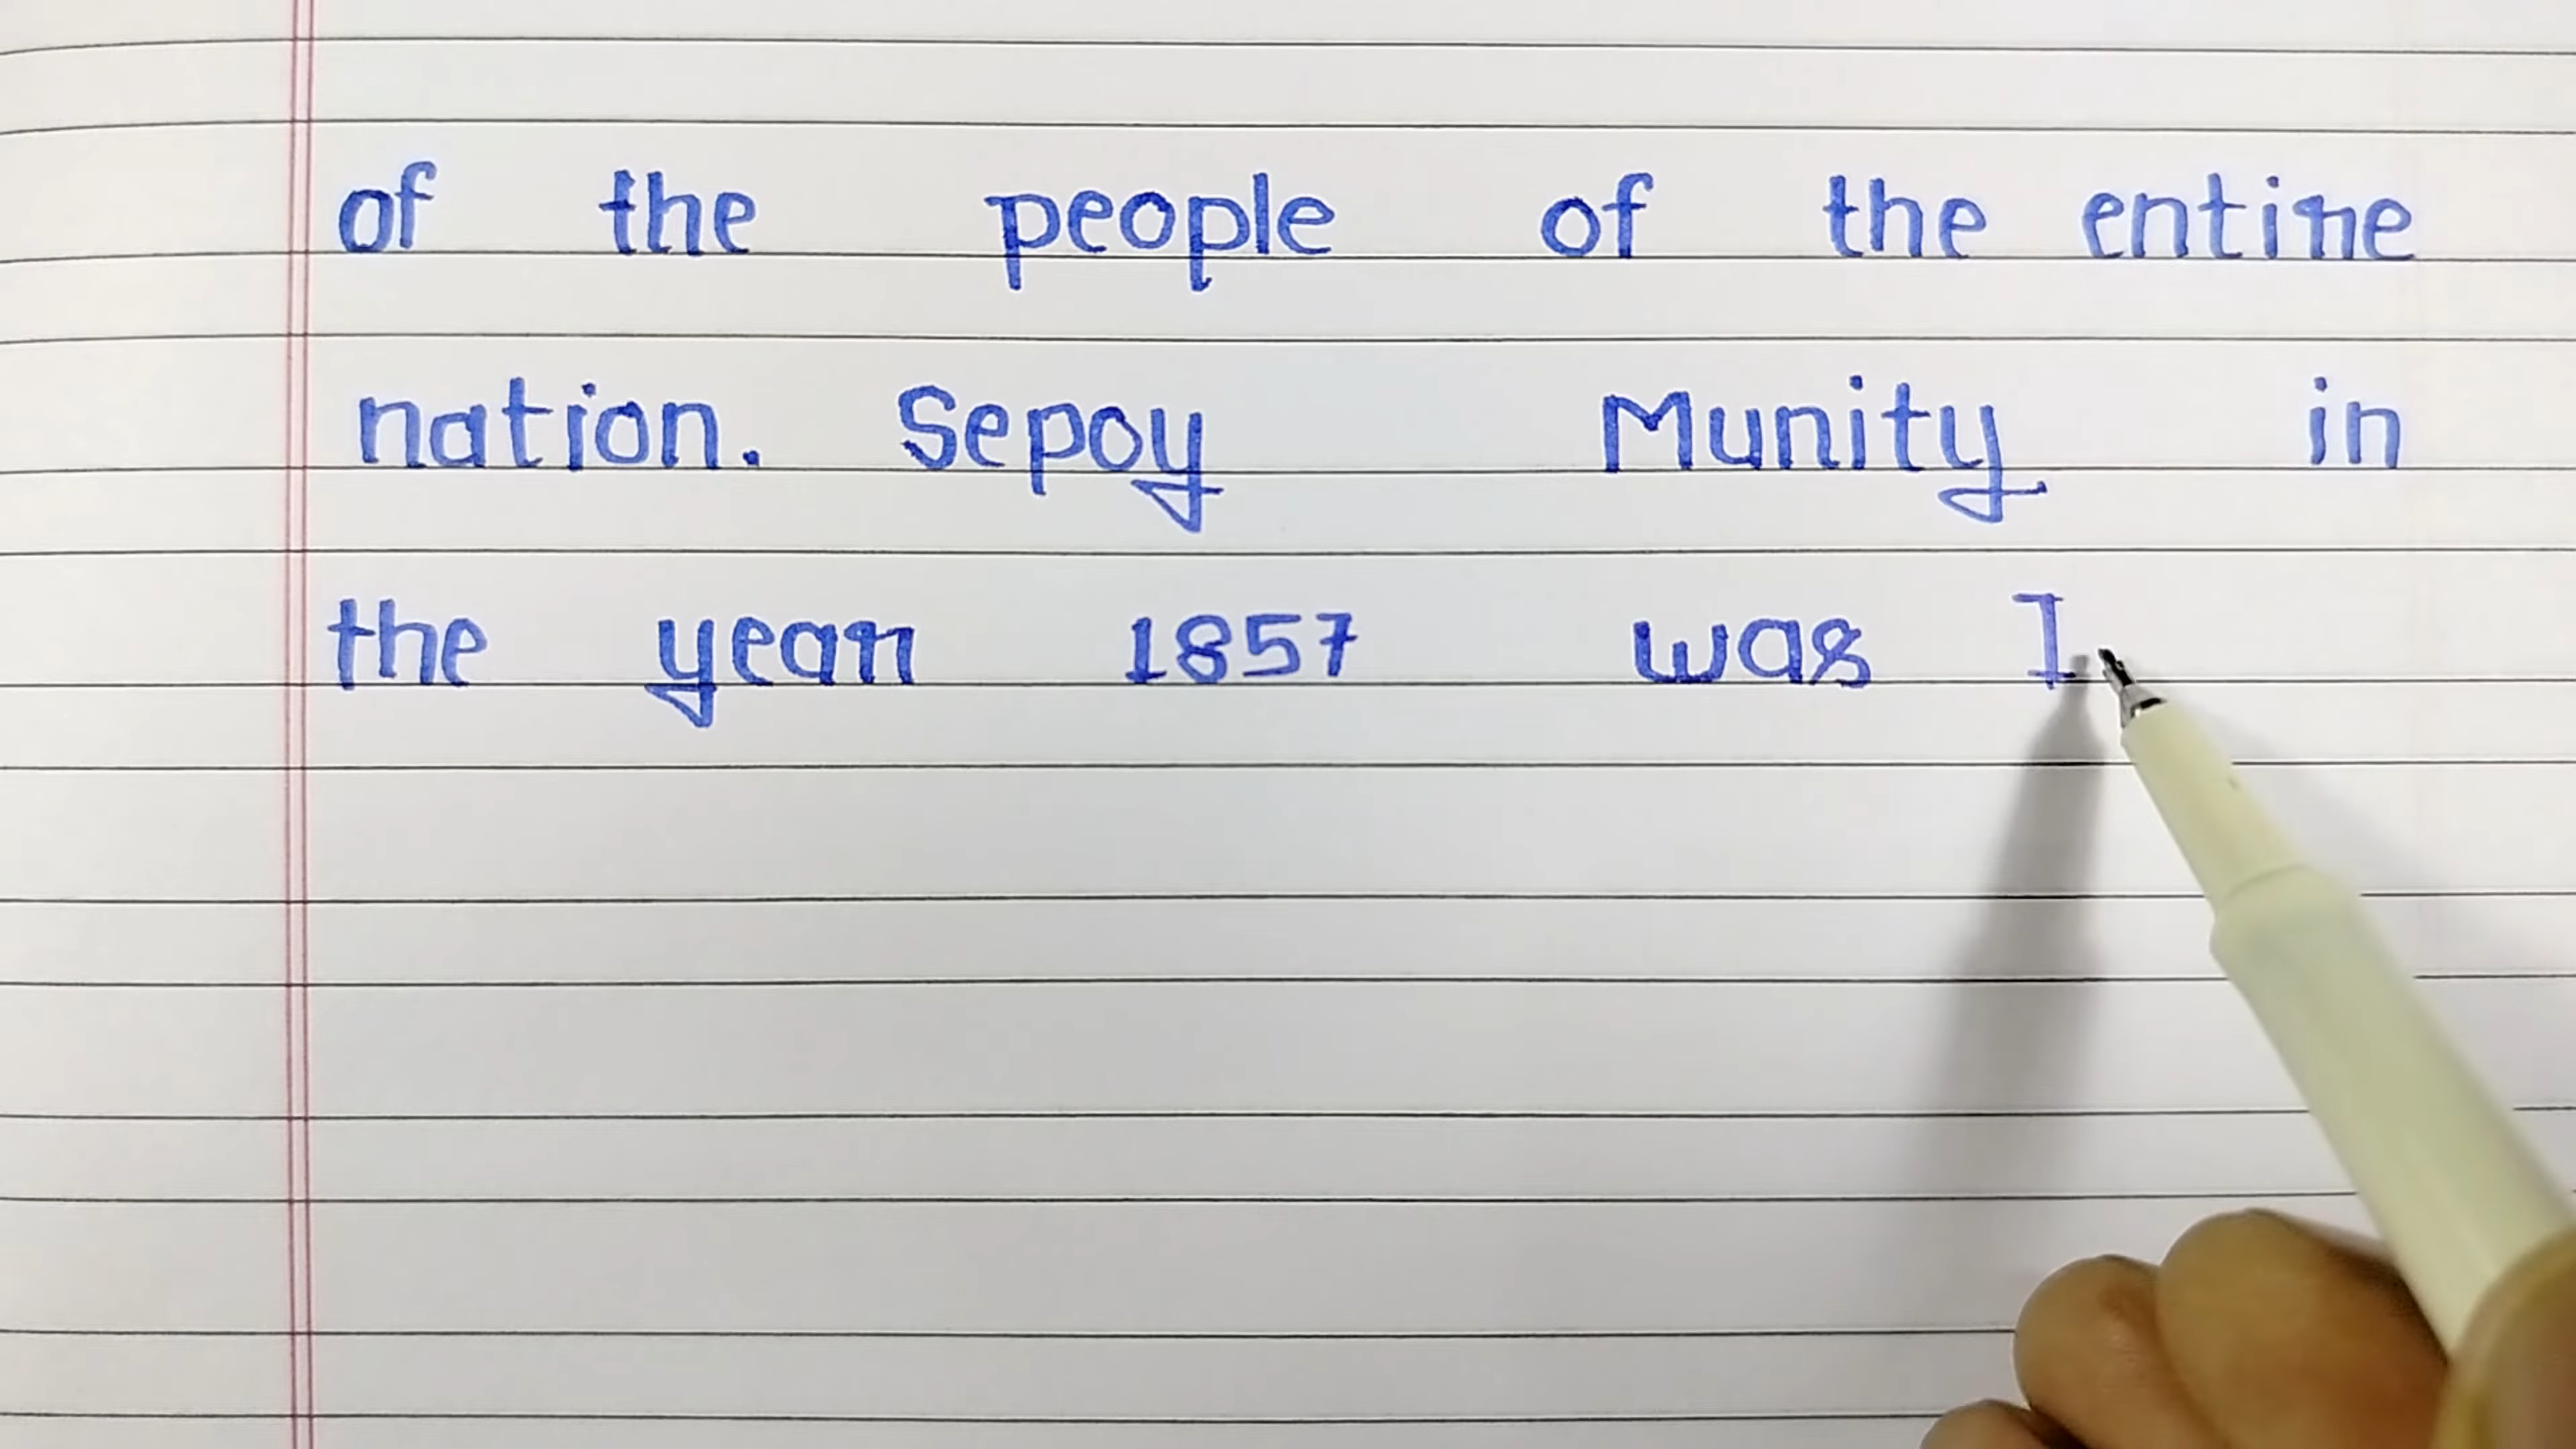 of the people of the entire
nation. Sepoy Munity in
the year 1857 was I